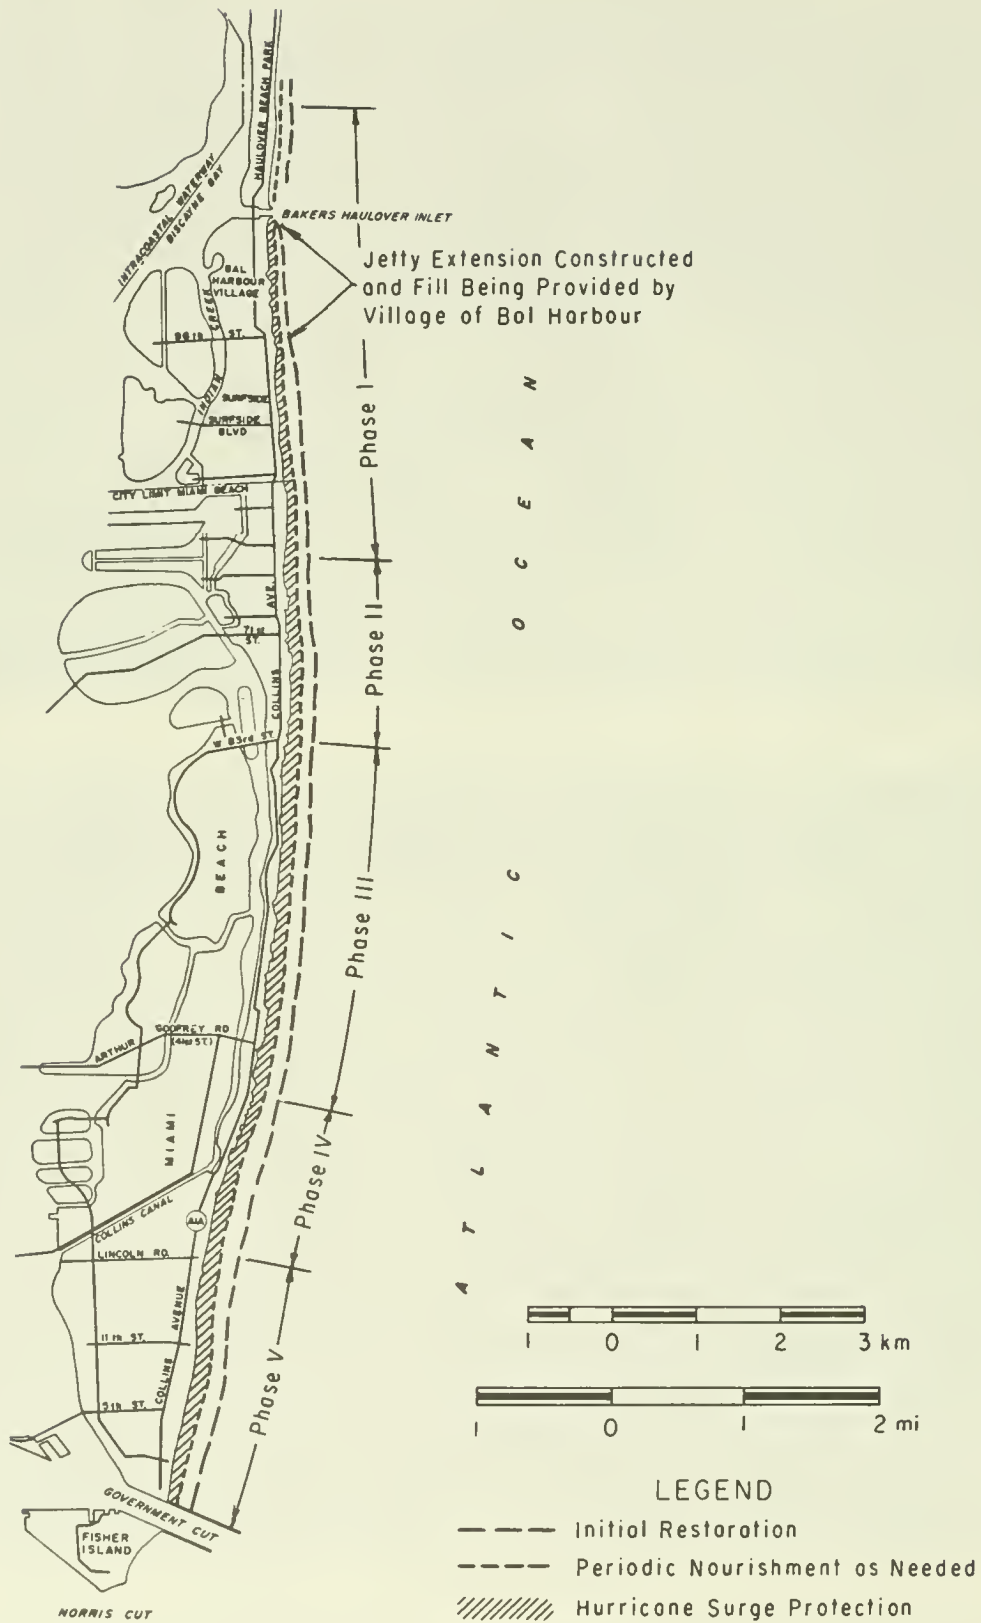 HAULOVER BEACH PARK
INTRACOASTAL WATERWAY
BISCAYNE BAY
BAKERS HAULOVER INLET
Jetty Extension Constructed
and Fill Being Provided by
Village of Bal Harbour
BAL
HARBOUR
VILLAGE
INDIAN CREEK
96th ST.
SURFSIDE
SURFSIDE
BLVD
CITY LIMIT MIAMI BEACH
Phase I
COLLINS AVE.
71st
ST.
Phase II
W 63rd ST.
Phase III
MIAMI BEACH
ARTHUR GODFREY RD
(41st ST.)
Phase IV
COLLINS CANAL
A1A
LINCOLN RD.
11th ST.
COLLINS AVENUE
5th ST.
Phase V
GOVERNMENT CUT
FISHER
ISLAND
NORRIS CUT
ATLANTIC OCEAN
1 0 1 2 3 km
1 0 1 2 mi
LEGEND
Initial Restoration
Periodic Nourishment as Needed
Hurricane Surge Protection